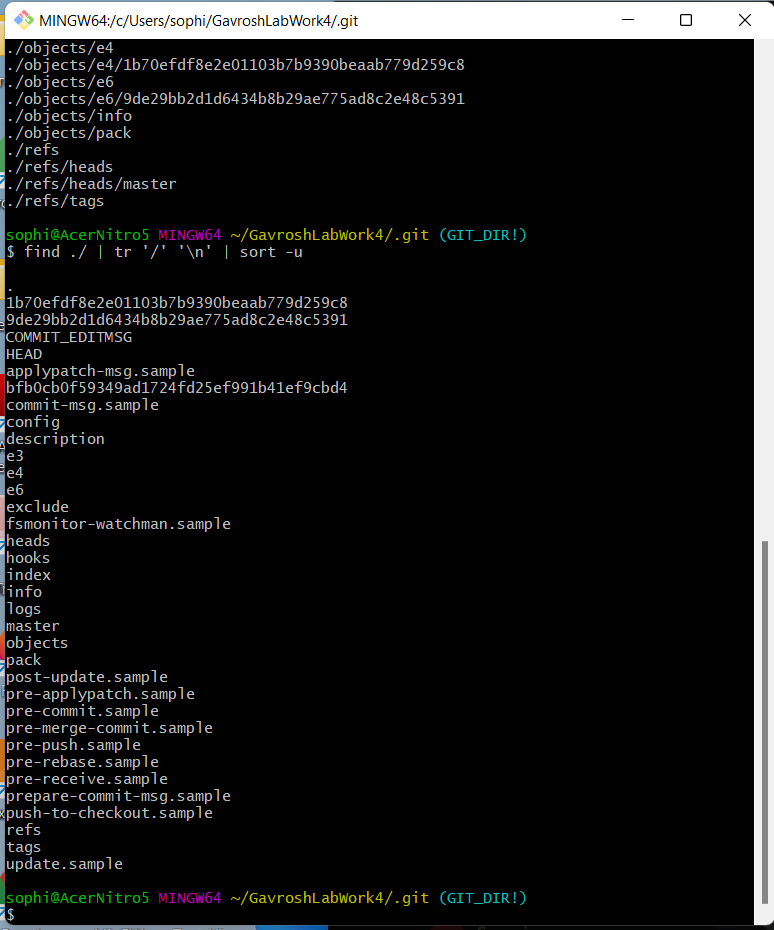 MINGW64:/c/Users/sophi/GavroshLabWork4/.git
./objects/e4
./objects/e4/1b70efdf8e2e01103b7b9390beaab779d259c8
./objects/e6
./objects/e6/9de29bb2d1d6434b8b29ae775ad8c2e48c5391
./objects/info
./objects/pack
./refs
./refs/heads
./refs/heads/master
./refs/tags
sophi@AcerNitro5 MINGW64 ~/GavroshLabWork4/.git (GIT_DIR!)
$ find ./ | tr '/' '\n' | sort -u
.
1b70efdf8e2e01103b7b9390beaab779d259c8
9de29bb2d1d6434b8b29ae775ad8c2e48c5391
COMMIT_EDITMSG
HEAD
applypatch-msg.sample
bfb0cb0f59349ad1724fd25ef991b41ef9cbd4
commit-msg.sample
config
description
e3
e4
e6
exclude
fsmonitor-watchman.sample
heads
hooks
index
info
logs
master
objects
pack
post-update.sample
pre-applypatch.sample
pre-commit.sample
pre-merge-commit.sample
pre-push.sample
pre-rebase.sample
pre-receive.sample
prepare-commit-msg.sample
push-to-checkout.sample
refs
tags
update.sample
sophi@AcerNitro5 MINGW64 ~/GavroshLabWork4/.git (GIT_DIR!)
$